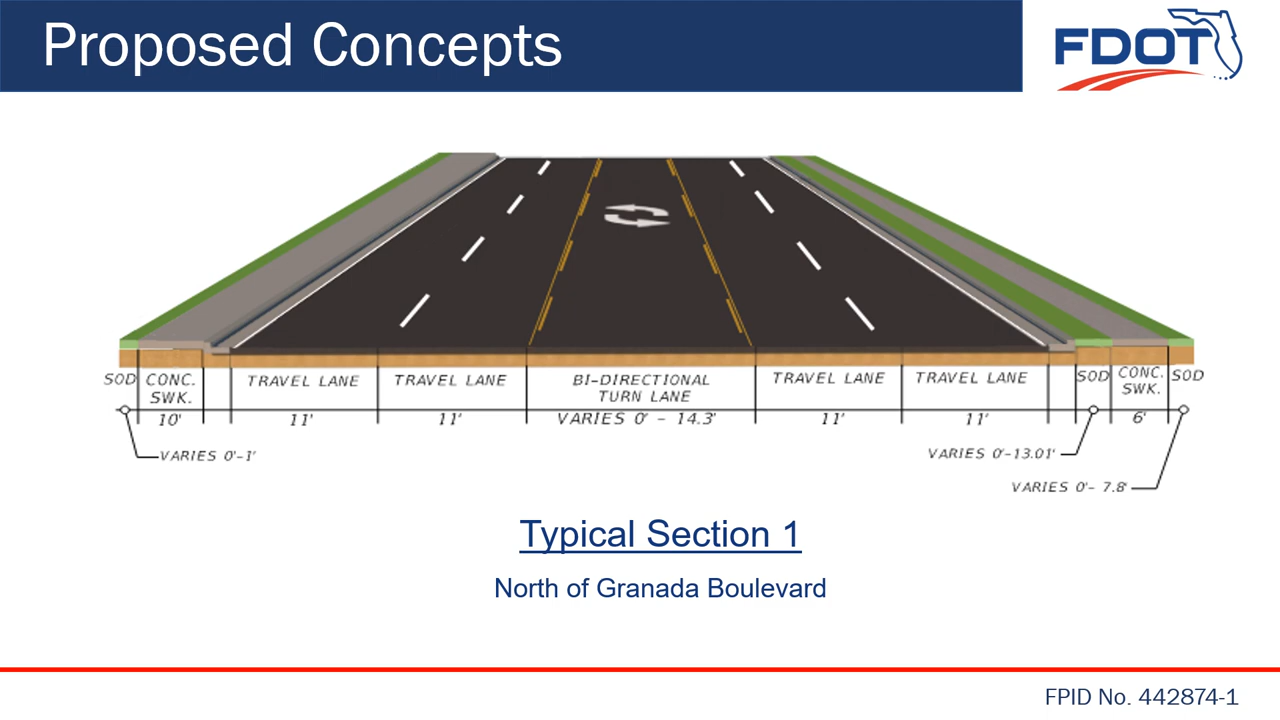 Proposed Concepts
FDOT
SOD
CONC.
SWK.
TRAVEL LANE
TRAVEL LANE
BI-DIRECTIONAL
TURN LANE
TRAVEL LANE
TRAVEL LANE
SOD
CONC.
SWK.
SOD
10'
11'
11'
VARIES 0' - 14.3'
11'
11'
6'
VARIES 0'-1'
VARIES 0'-13.01'
VARIES 0'- 7.8'
Typical Section 1
North of Granada Boulevard
FPID No. 442874-1